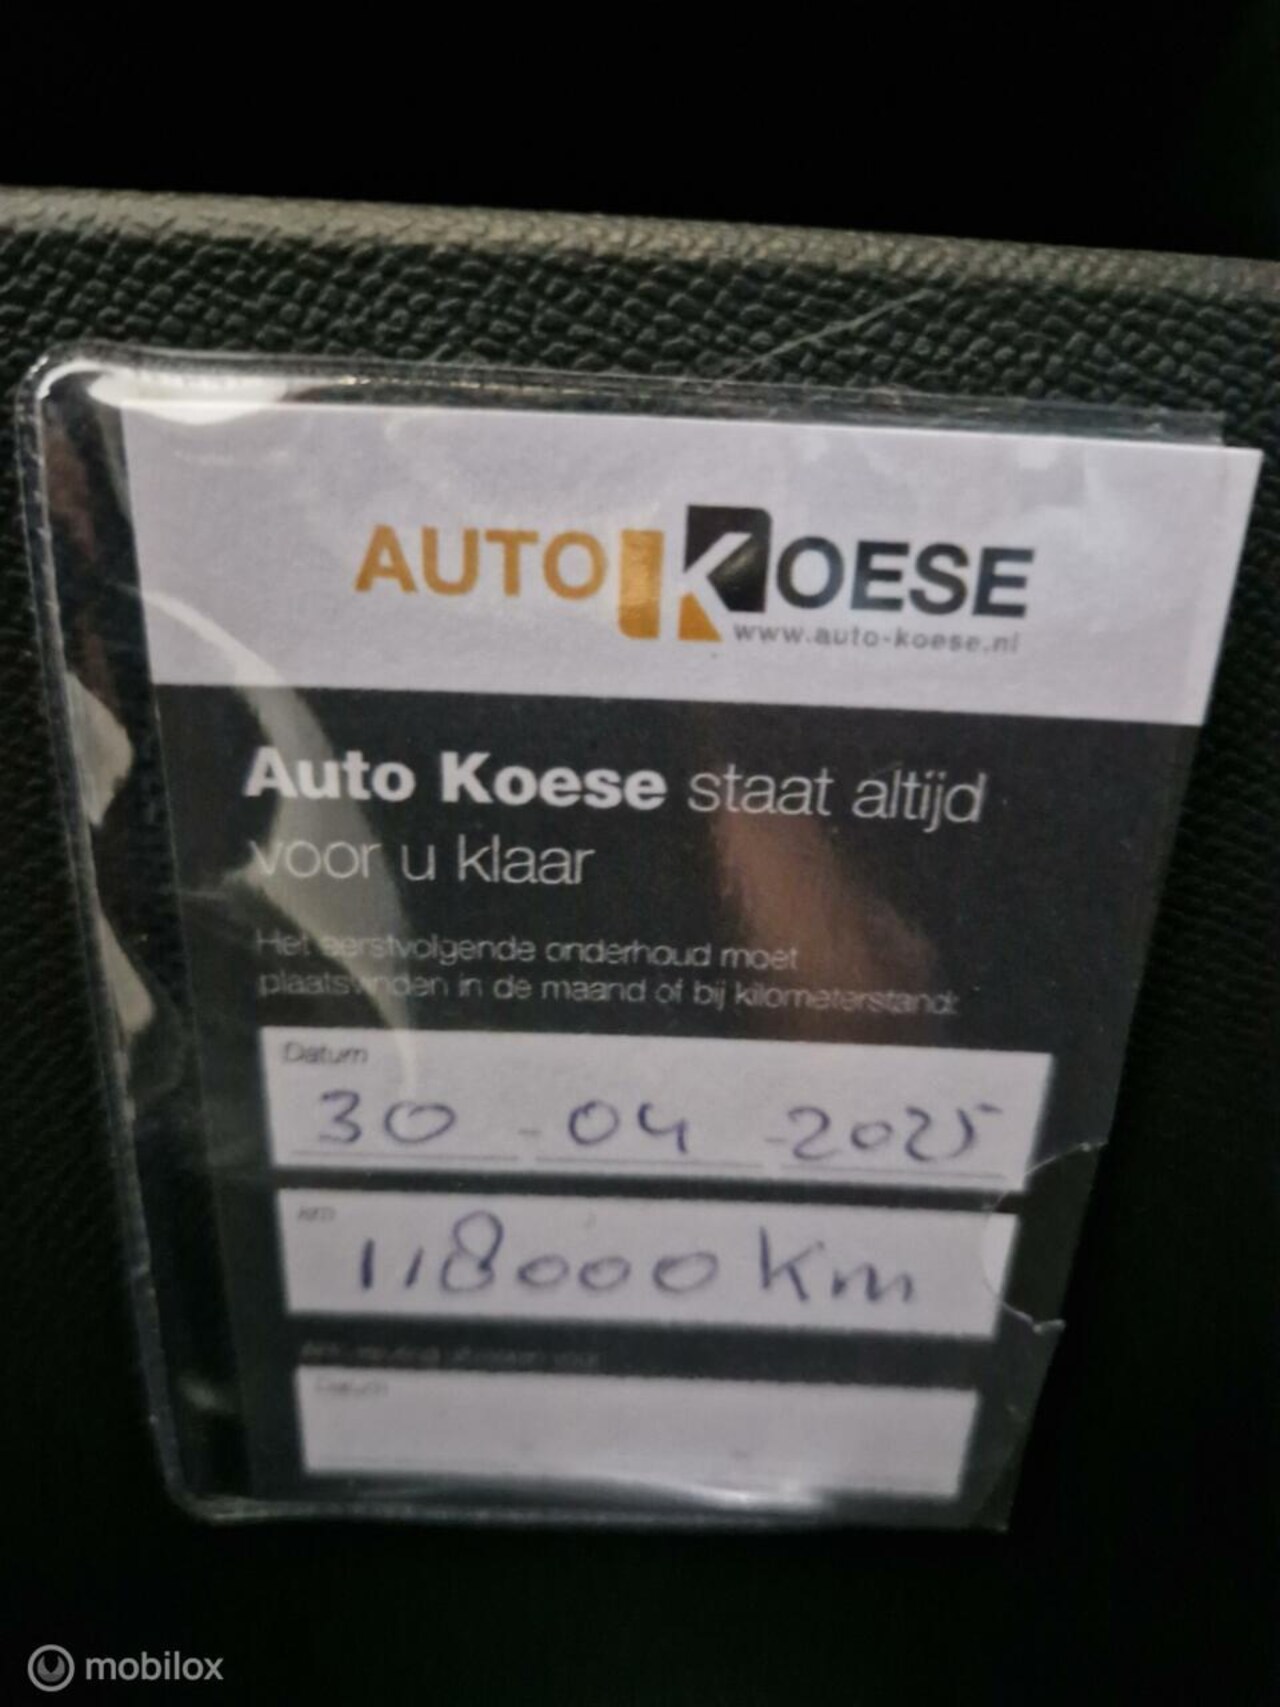 AUTO KOESE
www.auto-koese.nl
Auto Koese staat altijd
voor u klaar
Het eerstvolgende onderhoud moet
plaatsvinden in de maand of bij kilometerstand:
Datum
30 - 04 - 2025
KM
118000 Km
Datum
mobilox